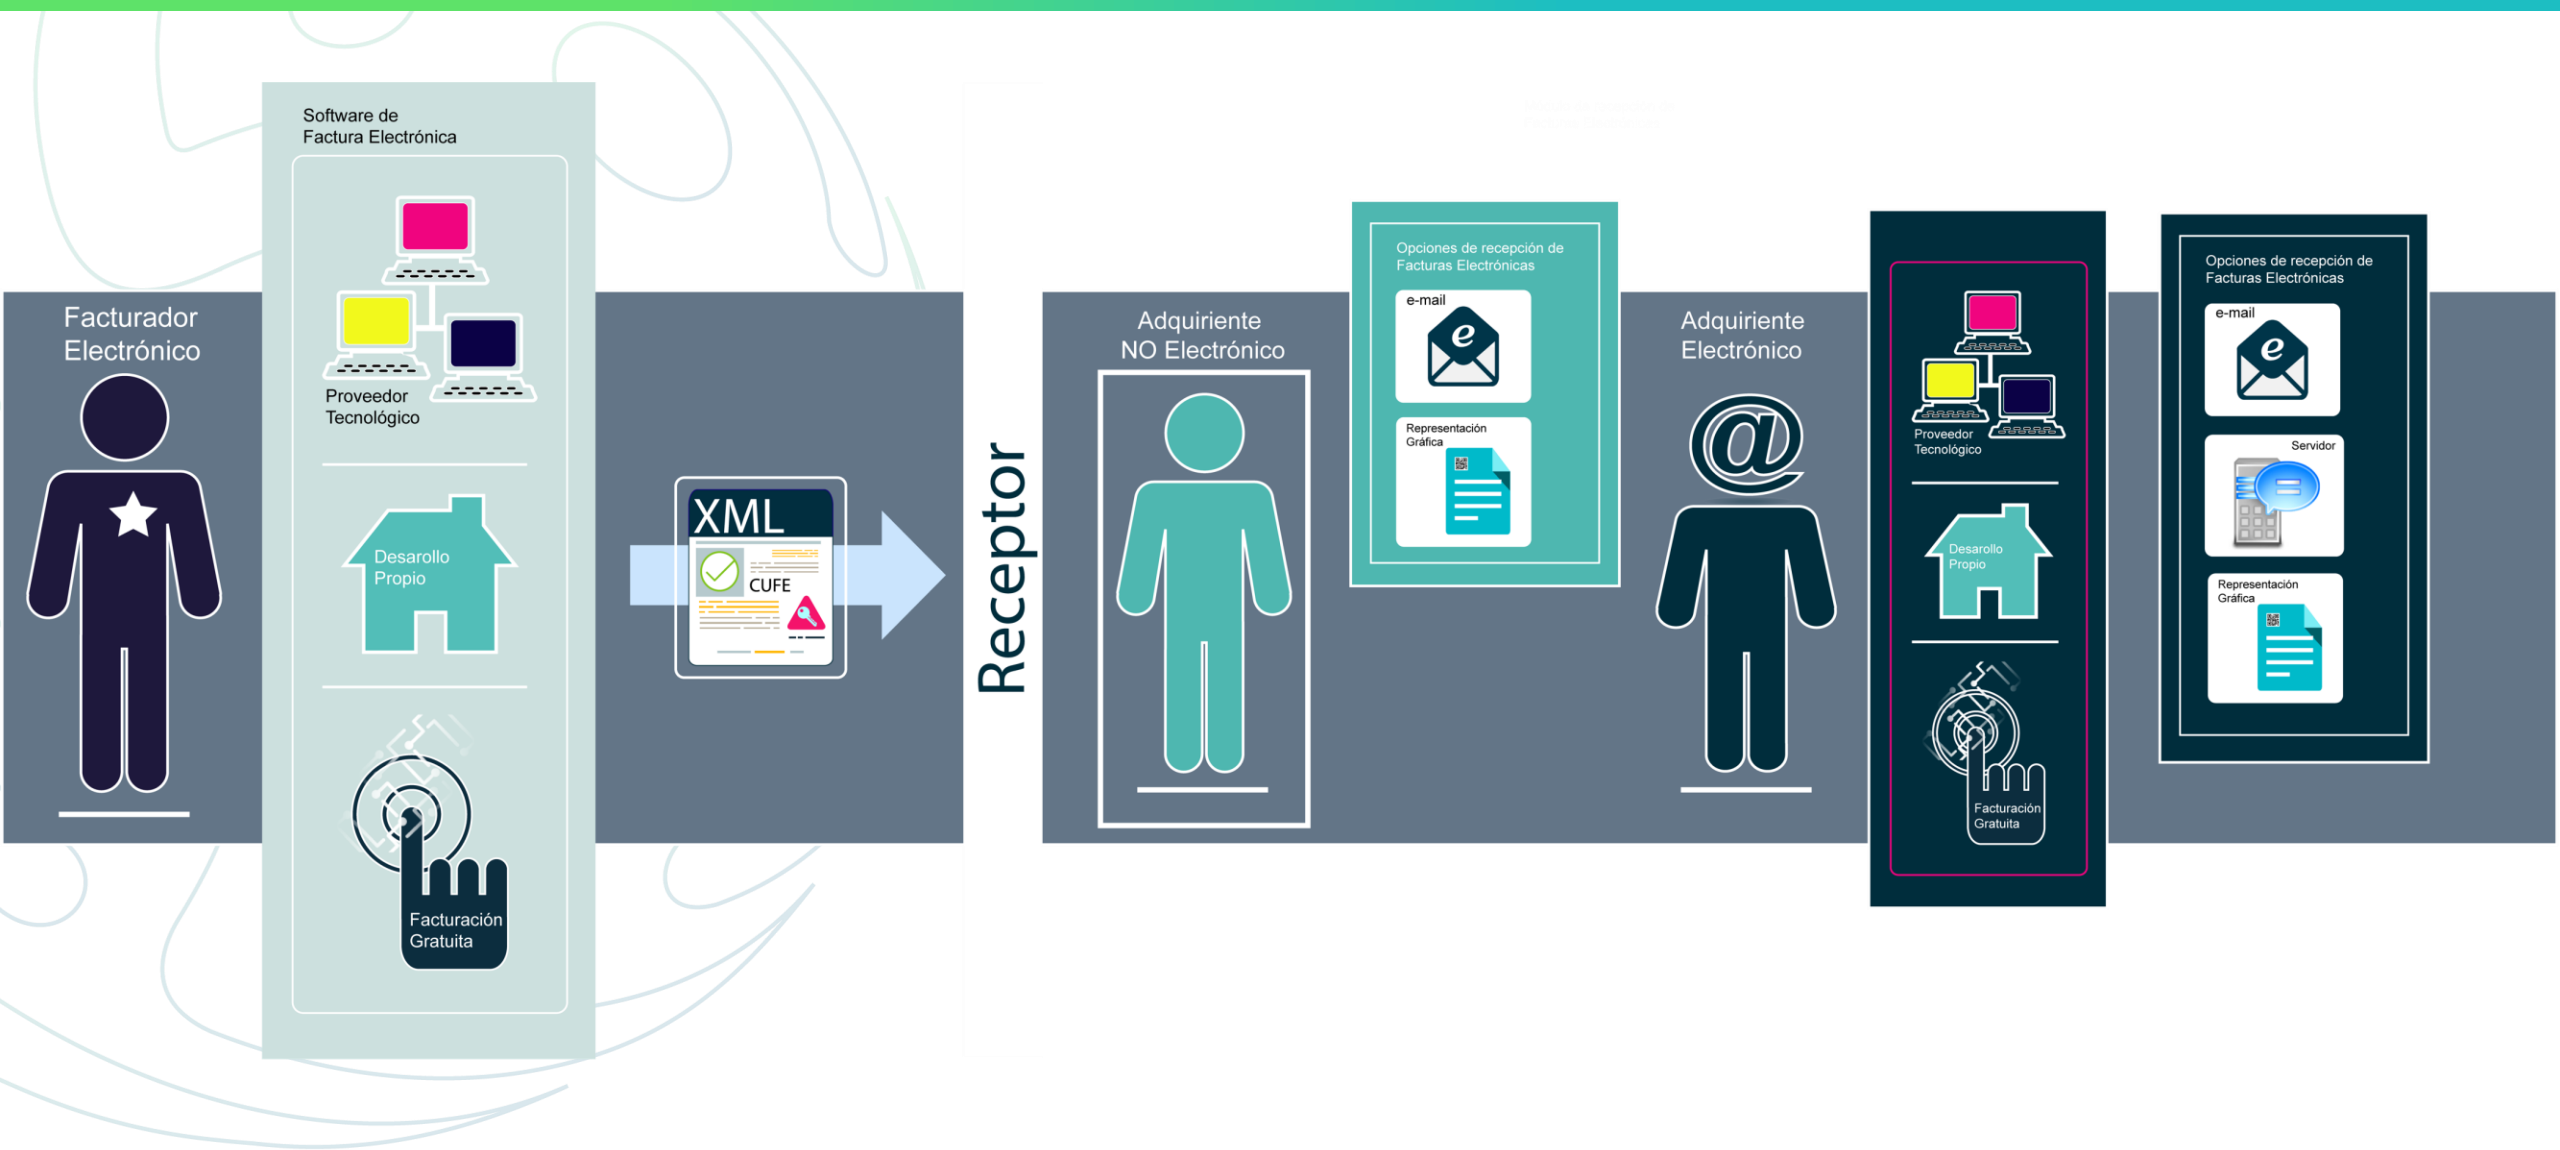 Software de
Factura Electrónica
Facturador
Electrónico
Proveedor
Tecnológico
Desarollo
Propio
Facturación
Gratuita
XML
CUFE
Receptor
Adquiriente
NO Electrónico
Opciones de recepción de
Facturas Electrónicas
e-mail
e
Representación
Gráfica
Adquiriente
Electrónico
@
Proveedor
Tecnológico
Desarollo
Propio
Facturación
Gratuita
Opciones de recepción de
Facturas Electrónicas
e-mail
e
Servidor
Representación
Gráfica